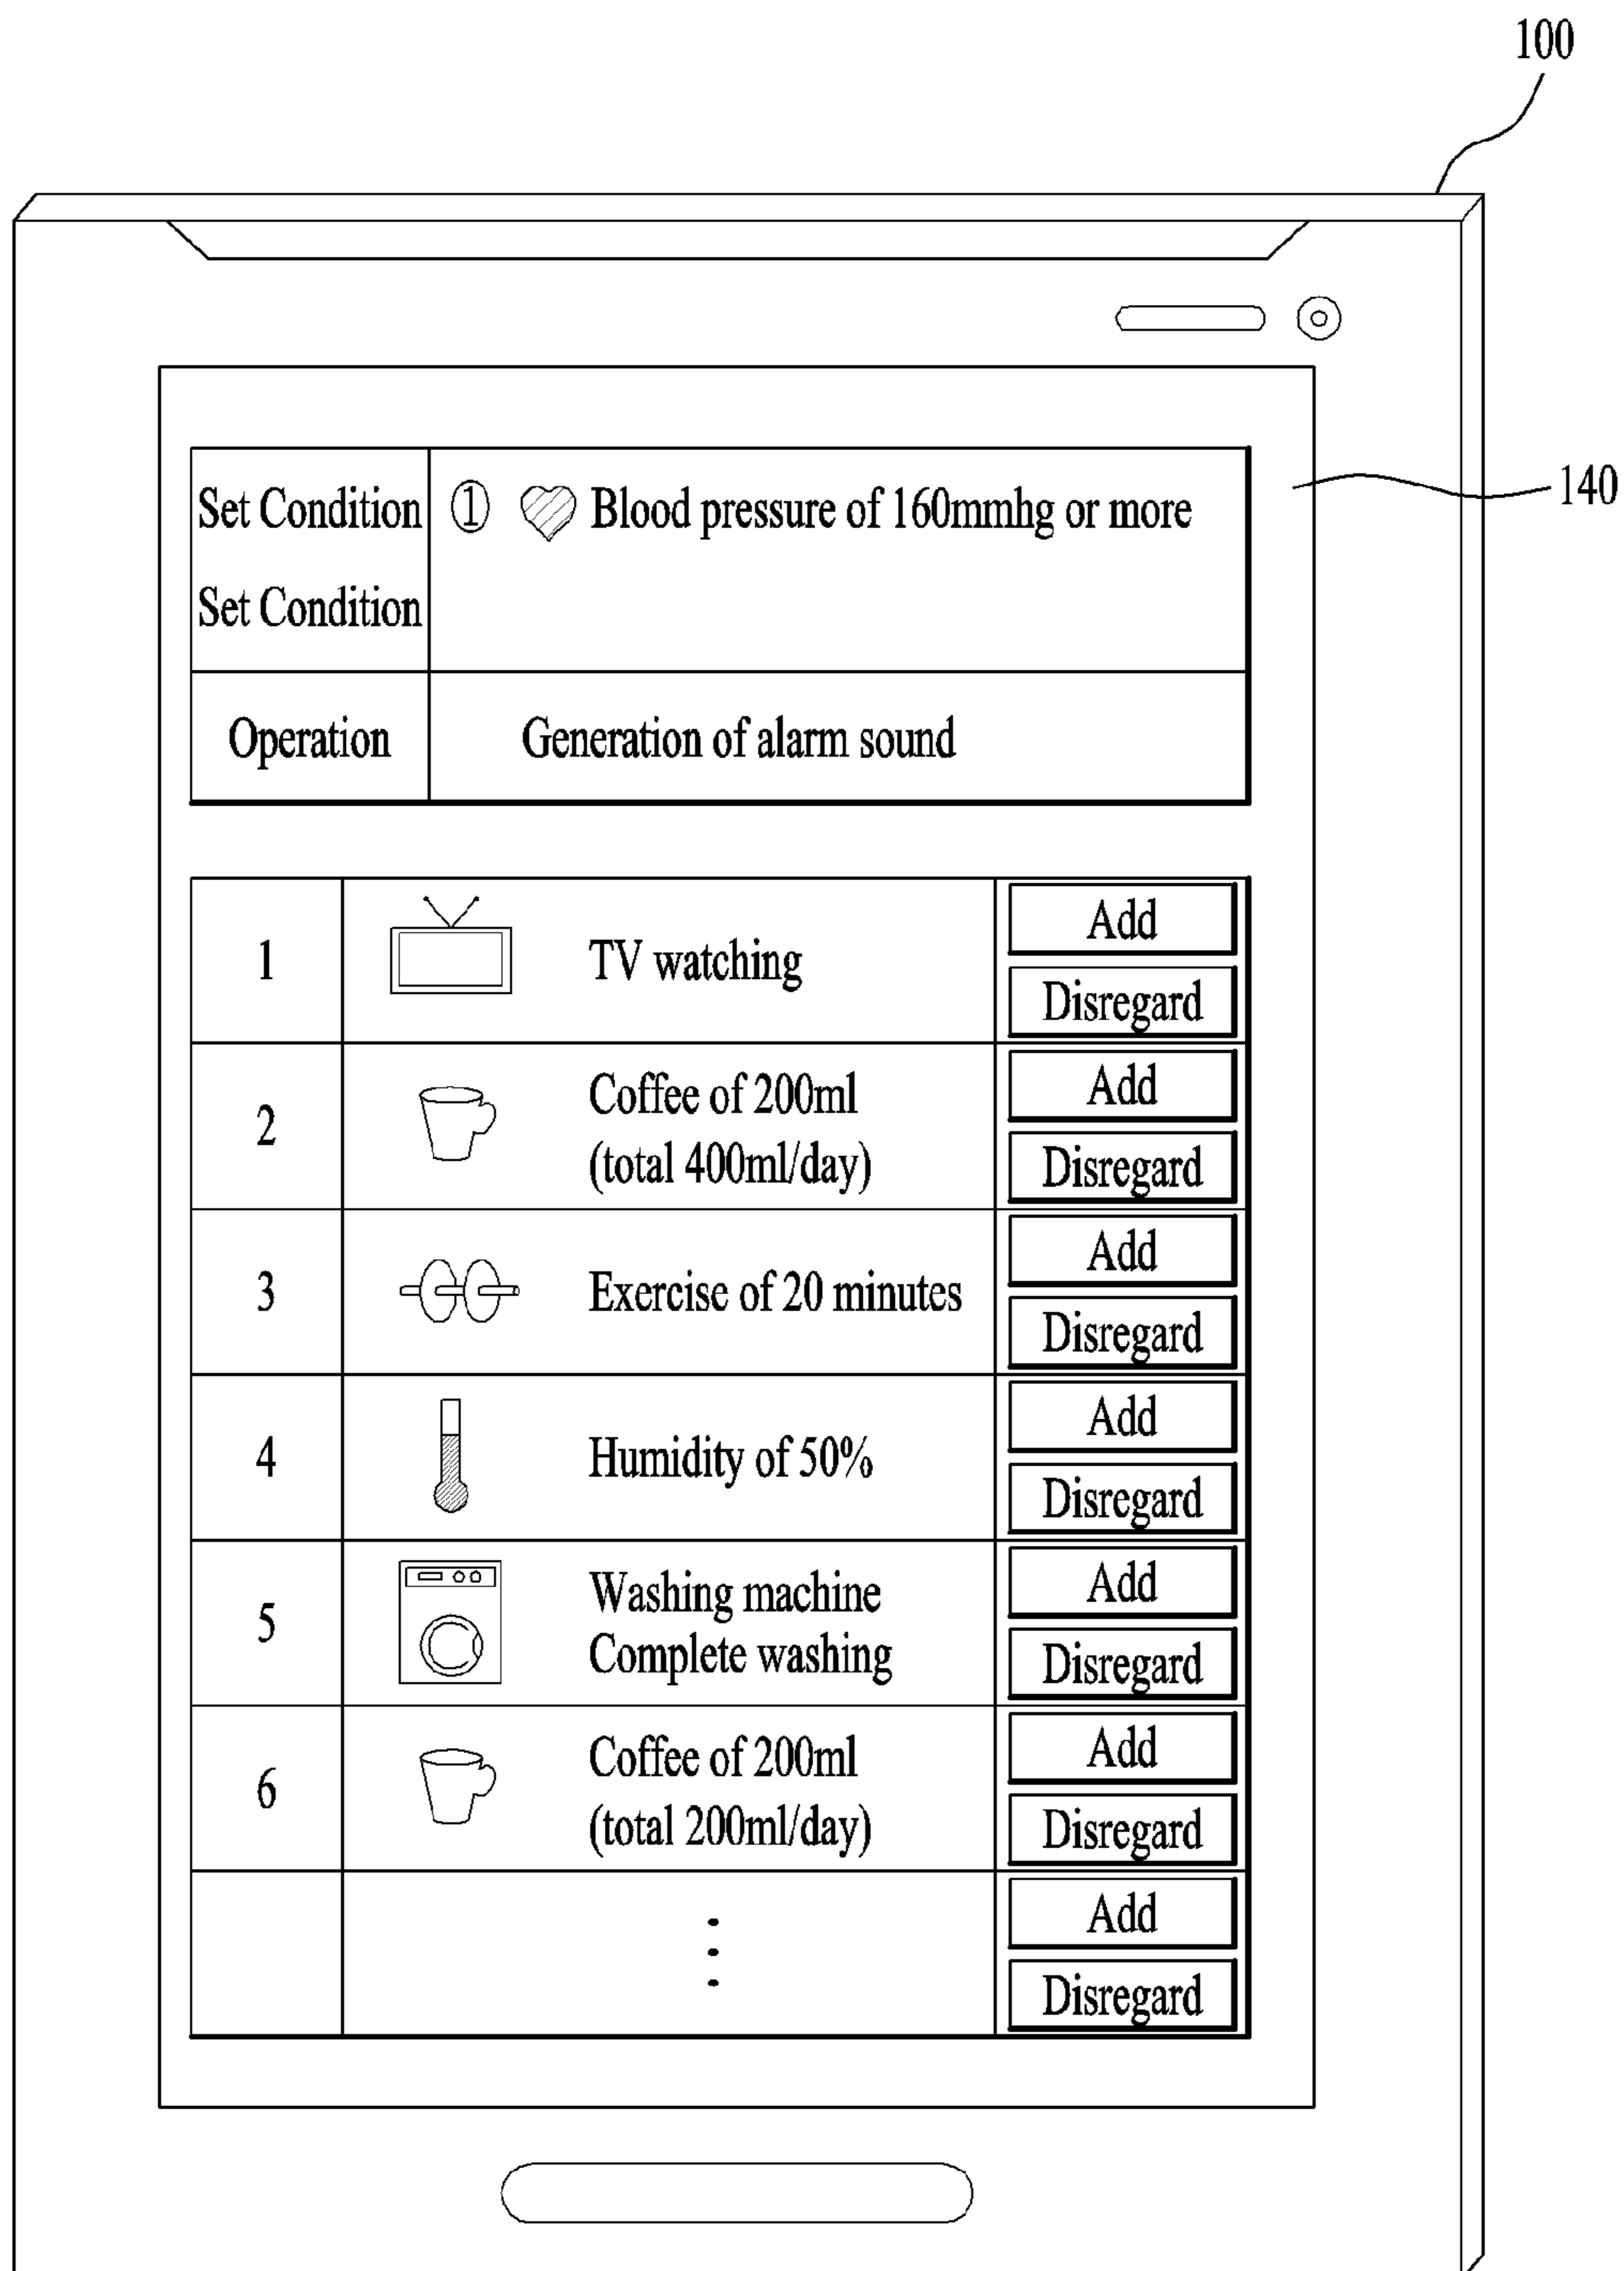 100
140
Set Condition ① Blood pressure of 160mmhg or more
Set Condition
Operation Generation of alarm sound
1 TV watching Add
Disregard
2 Coffee of 200ml Add
(total 400ml/day) Disregard
3 Exercise of 20 minutes Add
Disregard
4 Humidity of 50% Add
Disregard
5 Washing machine Add
Complete washing Disregard
6 Coffee of 200ml Add
(total 200ml/day) Disregard
Add
Disregard